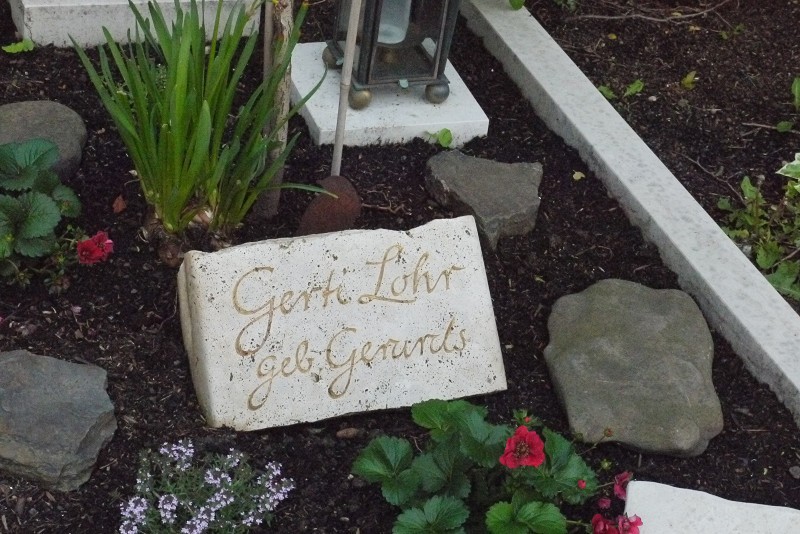 Gerti Lohr
geb. Gerards